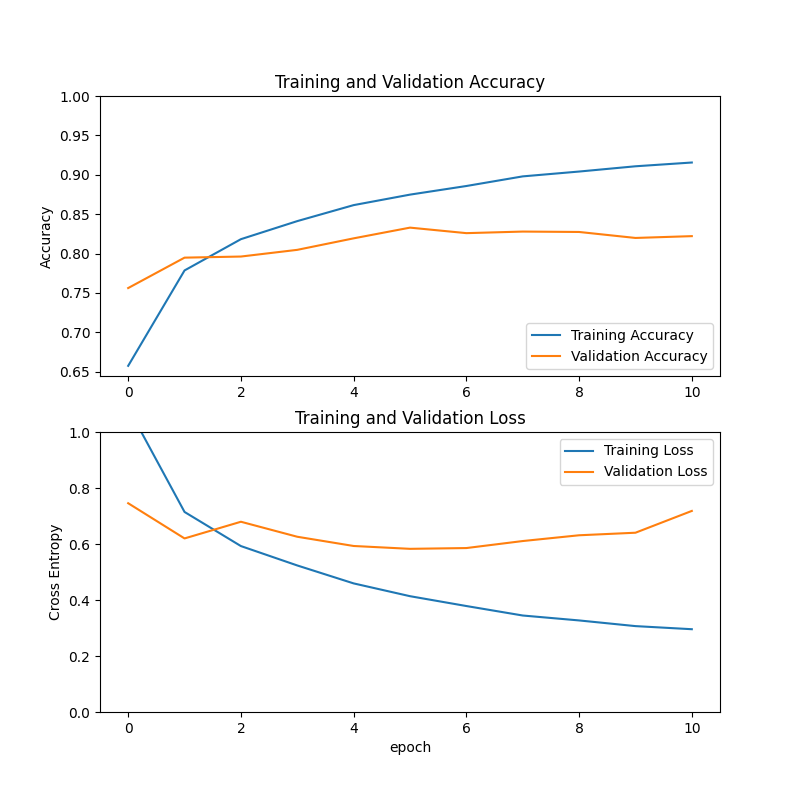 Training and Validation Accuracy
1.00
0.95
0.90
0.85
0.80
0.75
0.70
0.65
Accuracy
Training Accuracy
Validation Accuracy
0 2 4 6 8 10
Training and Validation Loss
1.0
0.8
0.6
0.4
0.2
0.0
Cross Entropy
Training Loss
Validation Loss
0 2 4 6 8 10
epoch